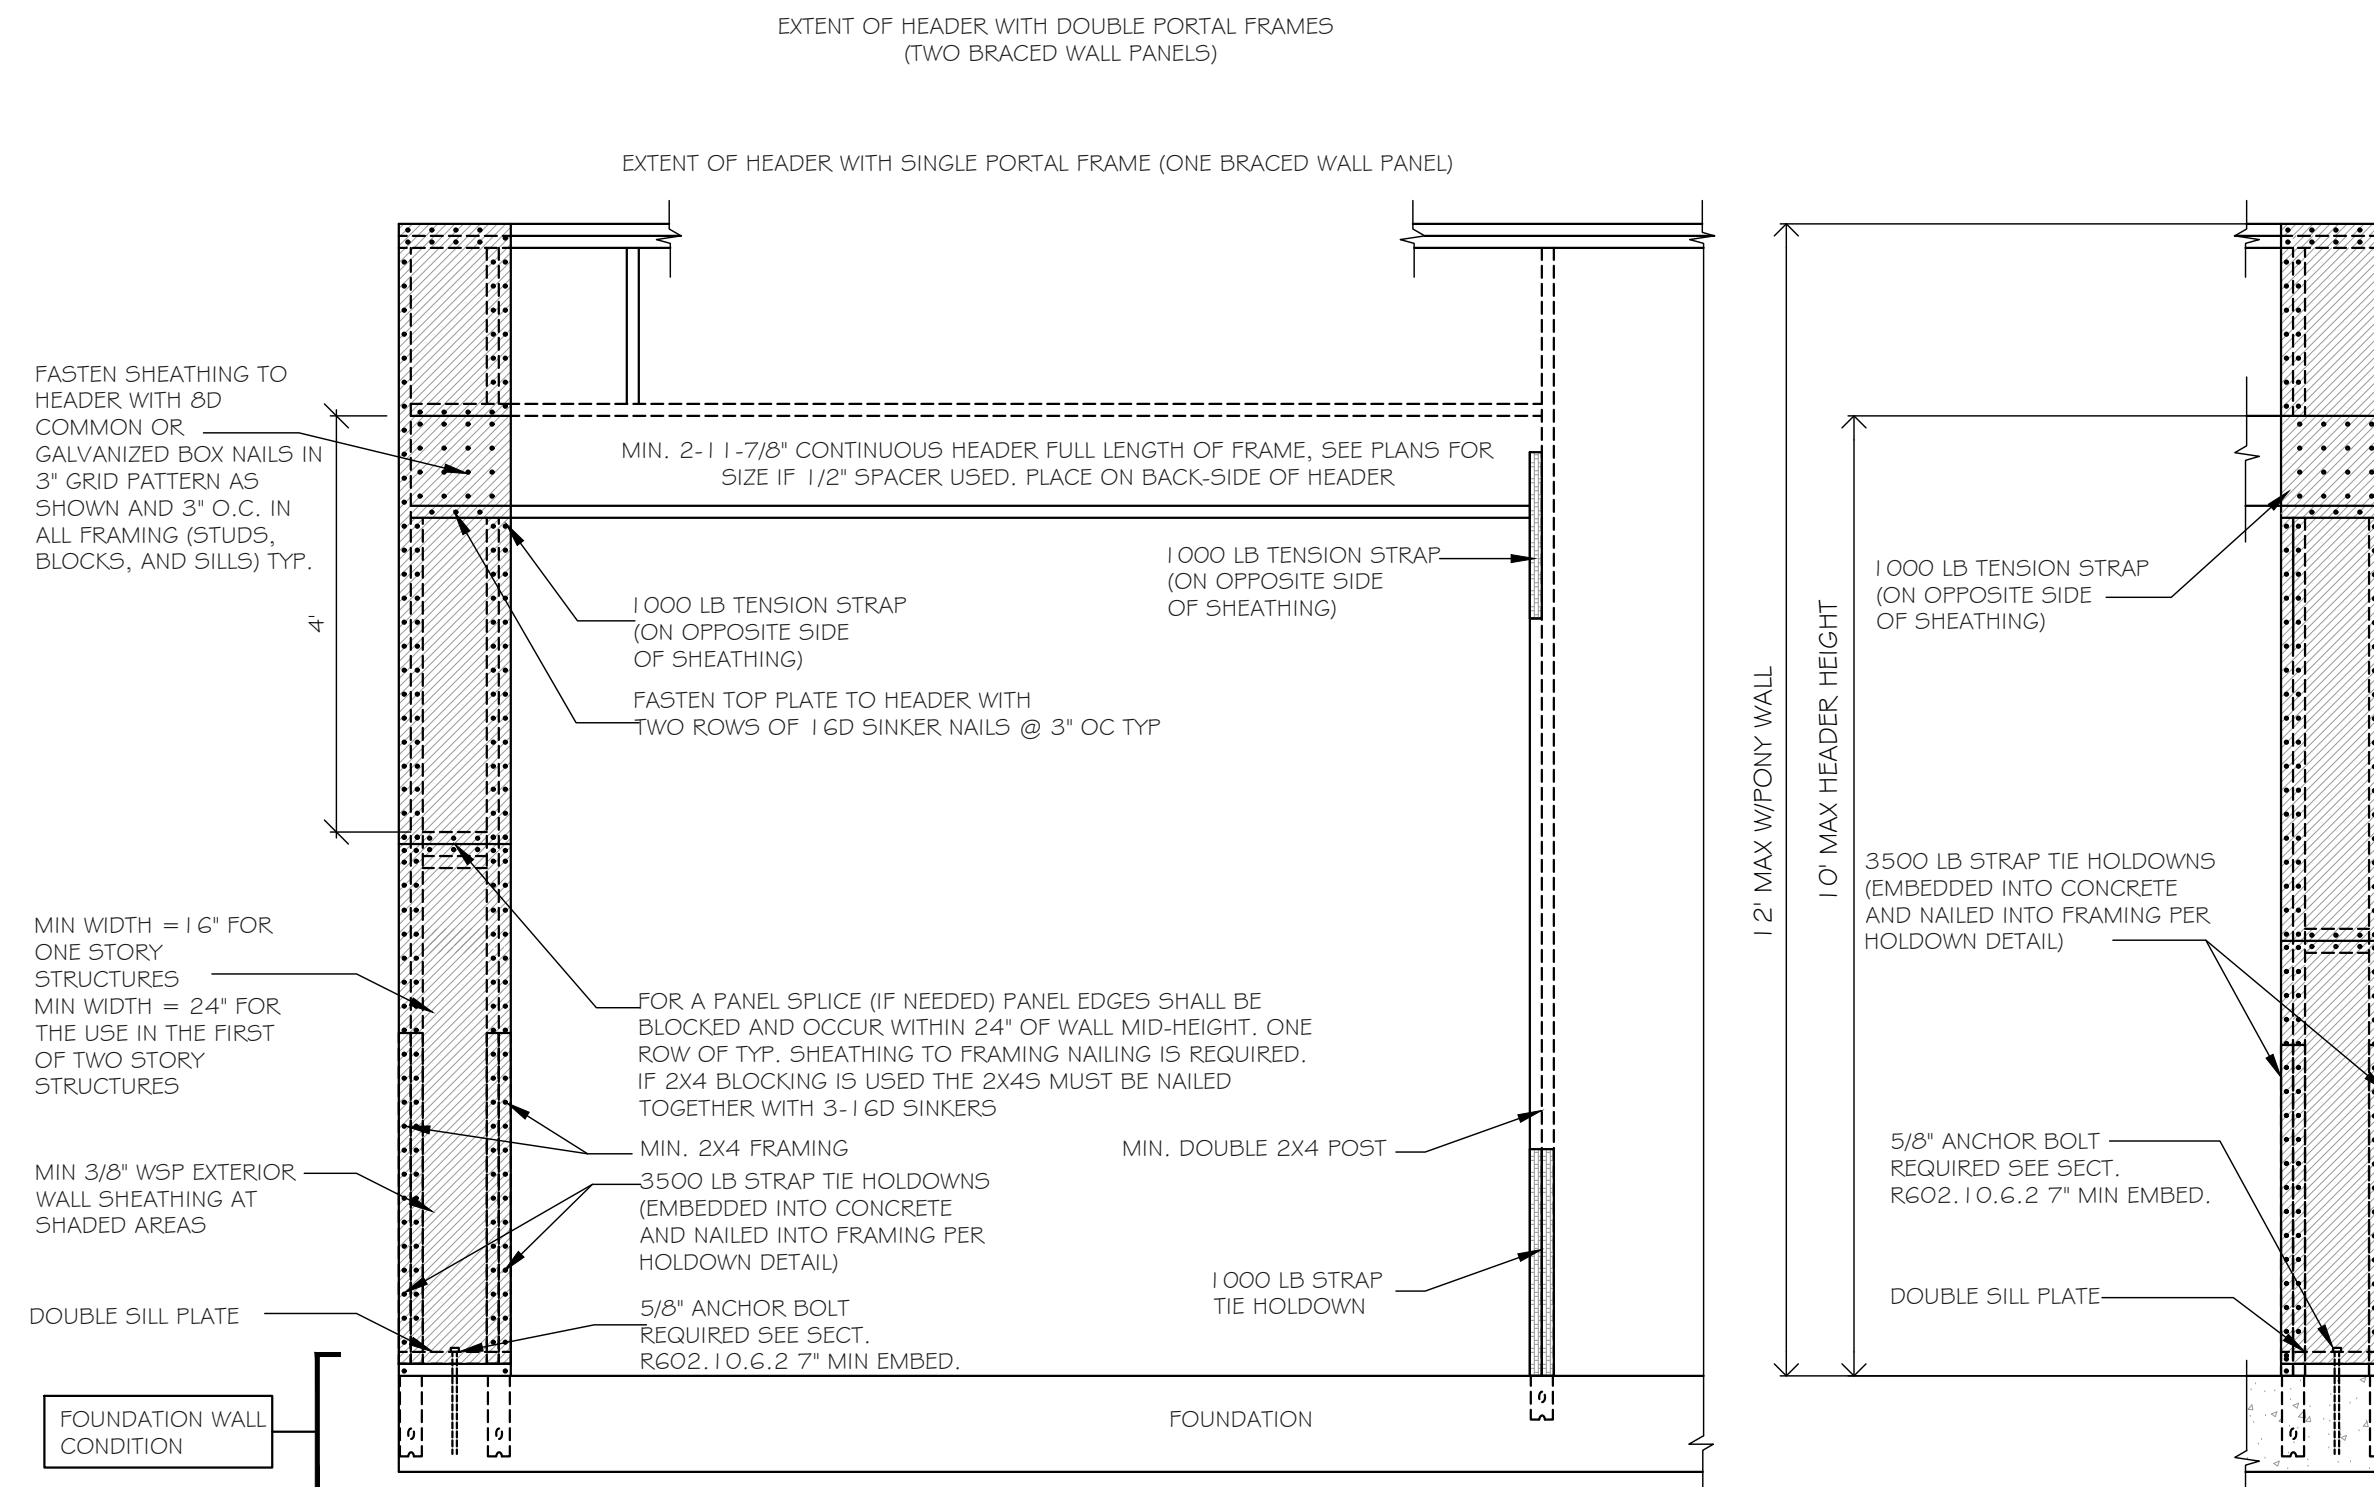 EXTENT OF HEADER WITH DOUBLE PORTAL FRAMES
(TWO BRACED WALL PANELS)
EXTENT OF HEADER WITH SINGLE PORTAL FRAME (ONE BRACED WALL PANEL)
FASTEN SHEATHING TO
HEADER WITH 8D
COMMON OR
GALVANIZED BOX NAILS IN
3" GRID PATTERN AS
SHOWN AND 3" O.C. IN
ALL FRAMING (STUDS,
BLOCKS, AND SILLS) TYP.
4'
MIN WIDTH =16" FOR
ONE STORY
STRUCTURES
MIN WIDTH = 24" FOR
THE USE IN THE FIRST
OF TWO STORY
STRUCTURES
MIN 3/8" WSP EXTERIOR
WALL SHEATHING AT
SHADED AREAS
DOUBLE SILL PLATE
FOUNDATION WALL
CONDITION
MIN. 2-11-7/8" CONTINUOUS HEADER FULL LENGTH OF FRAME, SEE PLANS FOR
SIZE IF 1/2" SPACER USED. PLACE ON BACK-SIDE OF HEADER
1000 LB TENSION STRAP
(ON OPPOSITE SIDE
OF SHEATHING)
FASTEN TOP PLATE TO HEADER WITH
TWO ROWS OF 16D SINKER NAILS @ 3" OC TYP
1000 LB TENSION STRAP
(ON OPPOSITE SIDE
OF SHEATHING)
FOR A PANEL SPLICE (IF NEEDED) PANEL EDGES SHALL BE
BLOCKED AND OCCUR WITHIN 24" OF WALL MID-HEIGHT. ONE
ROW OF TYP. SHEATHING TO FRAMING NAILING IS REQUIRED.
IF 2X4 BLOCKING IS USED THE 2X4S MUST BE NAILED
TOGETHER WITH 3-16D SINKERS
MIN. 2X4 FRAMING
3500 LB STRAP TIE HOLDOWNS
(EMBEDDED INTO CONCRETE
AND NAILED INTO FRAMING PER
HOLDOWN DETAIL)
5/8" ANCHOR BOLT
REQUIRED SEE SECT.
R602.10.6.2 7" MIN EMBED.
MIN. DOUBLE 2X4 POST
1000 LB STRAP
TIE HOLDOWN
FOUNDATION
12' MAX W/PONY WALL
10' MAX HEADER HEIGHT
1000 LB TENSION STRAP
(ON OPPOSITE SIDE
OF SHEATHING)
3500 LB STRAP TIE HOLDOWNS
(EMBEDDED INTO CONCRETE
AND NAILED INTO FRAMING PER
HOLDOWN DETAIL)
5/8" ANCHOR BOLT
REQUIRED SEE SECT.
R602.10.6.2 7" MIN EMBED.
DOUBLE SILL PLATE